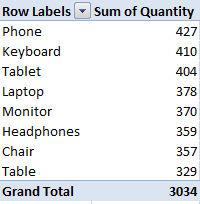 Row Labels Sum of Quantity
Phone 427
Keyboard 410
Tablet 404
Laptop 378
Monitor 370
Headphones 359
Chair 357
Table 329
Grand Total 3034